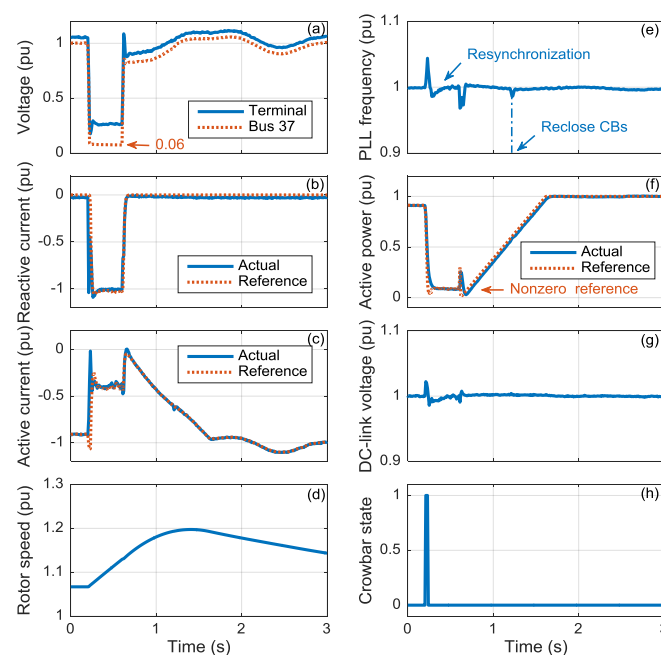 Voltage (pu)
1
0.5
0
(a)
Terminal
Bus 37
0.06
Reactive current (pu)
0
-0.5
-1
(b)
Actual
Reference
Active current (pu)
0
-0.5
-1
(c)
Actual
Reference
Rotor speed (pu)
1.3
1.2
1.1
1
(d)
0
1
2
3
Time (s)
PLL frequency (pu)
1.1
1
0.9
(e)
Resynchronization
Reclose CBs
Active power (pu)
1
0.5
0
(f)
Actual
Reference
Nonzero reference
DC-link voltage (pu)
1.1
1
0.9
(g)
Crowbar state
1
0.5
0
(h)
0
1
2
3
Time (s)